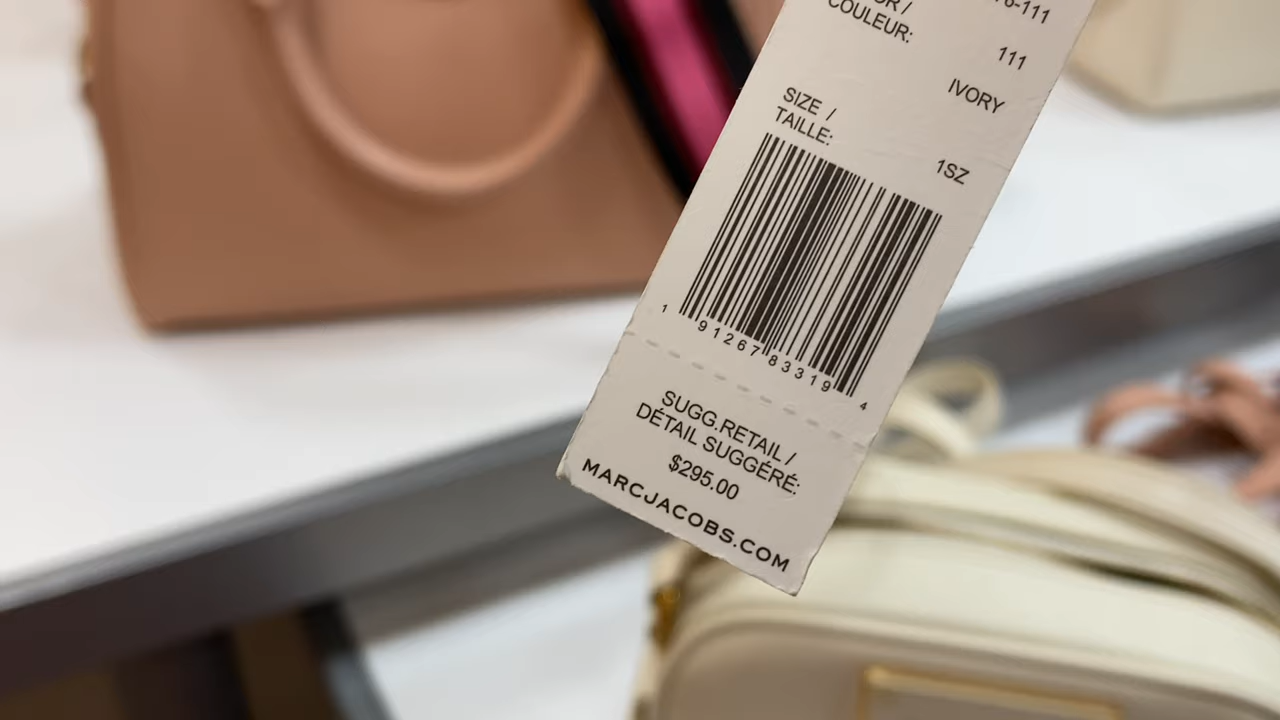 COULEUR:
111
IVORY
SIZE /
TAILLE:
1SZ
1 91267 83319 4
SUGG.RETAIL /
DÉTAIL SUGGÉRÉ:
$295.00
MARCJACOBS.COM